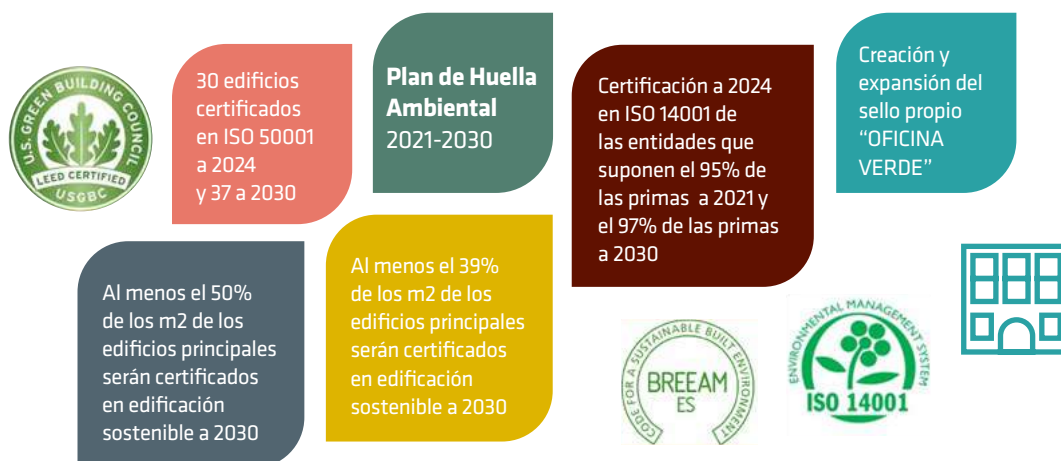 U.S. GREEN BUILDING COUNCIL
LEED CERTIFIED
USGBC
30 edificios
certificados
en ISO 50001
a 2024
y 37 a 2030
Plan de Huella
Ambiental
2021-2030
Certificación a 2024
en ISO 14001 de
las entidades que
suponen el 95% de
las primas a 2021 y
el 97% de las primas
a 2030
Creación y
expansión del
sello propio
“OFICINA
VERDE”
Al menos el 50%
de los m2 de los
edificios principales
serán certificados
en edificación
sostenible a 2030
Al menos el 39%
de los m2 de los
edificios principales
serán certificados
en edificación
sostenible a 2030
CODE FOR A SUSTAINABLE BUILT ENVIRONMENT
BREEAM
ES
ENVIRONMENTAL MANAGEMENT SYSTEM
ISO 14001